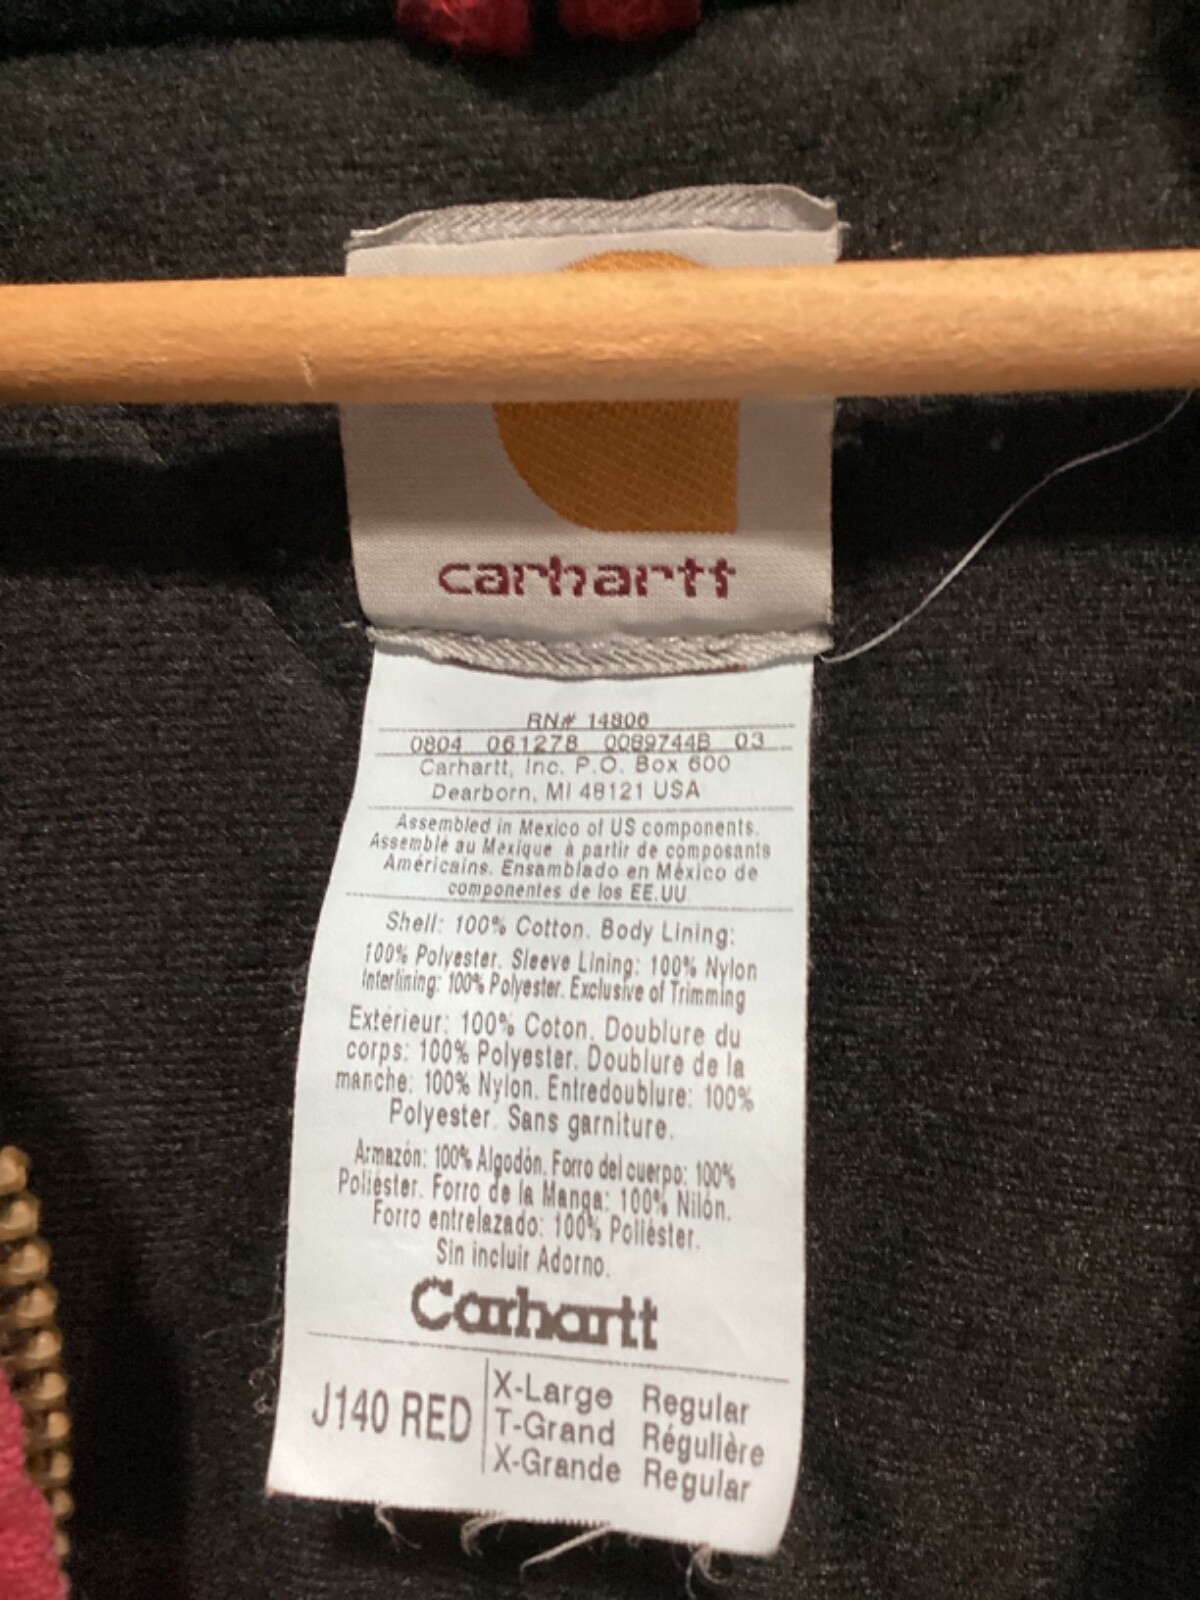 carhartt
RN# 14806
0804 061278 0089744B 03
Carhartt, Inc. P.O. Box 600
Dearborn, MI 48121 USA
Assembled in Mexico of US components.
Assemblé au Mexique à partir de composants
Américains. Ensamblado en México de
componentes de los EE.UU.
Shell: 100% Cotton. Body Lining:
100% Polyester. Sleeve Lining: 100% Nylon
Interlining: 100% Polyester. Exclusive of Trimming
Extérieur: 100% Coton. Doublure du
corps: 100% Polyester. Doublure de la
manche: 100% Nylon. Entredoublure: 100%
Polyester. Sans garniture.
Armazón: 100% Algodón. Forro del cuerpo: 100%
Poliéster. Forro de la Manga: 100% Nilón.
Forro entrelazado: 100% Poliéster.
Sin incluir Adorno.
Carhartt
J140 RED
X-Large Regular
T-Grand Régulière
X-Grande Regular